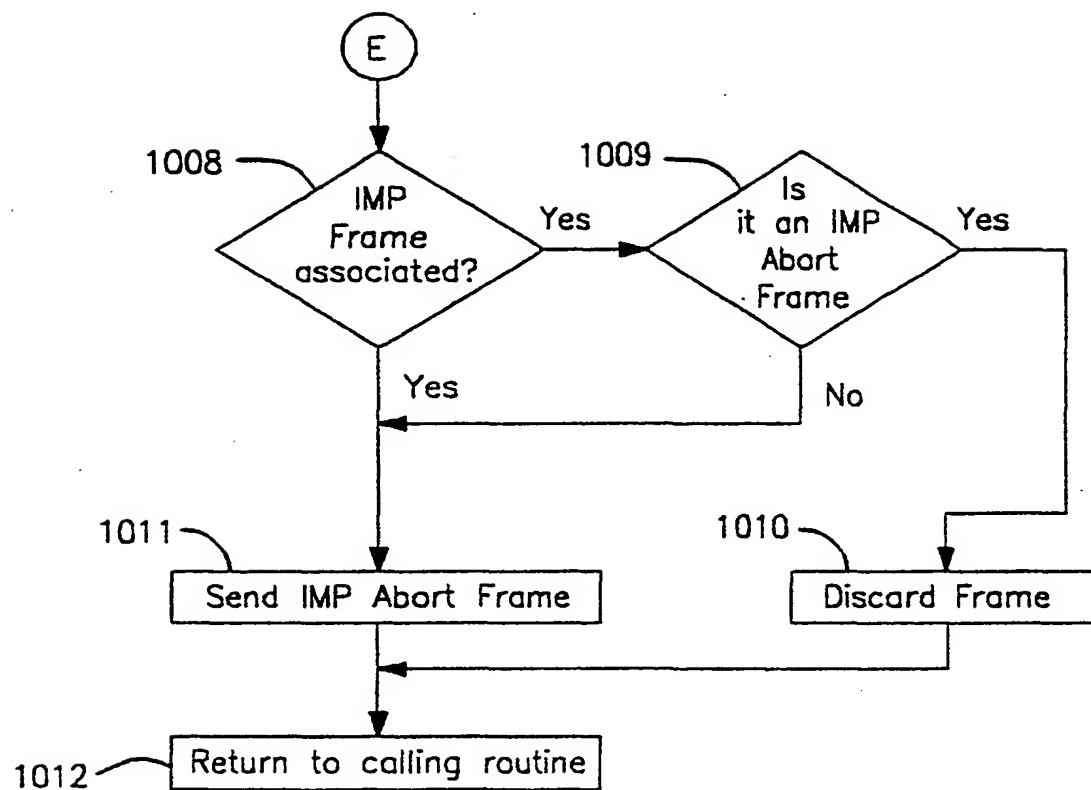 E
1008
IMP
Frame
associated?
Yes
1009
Is
it an IMP
Abort
Frame
Yes
Yes
No
1011
Send IMP Abort Frame
1010
Discard Frame
1012
Return to calling routine